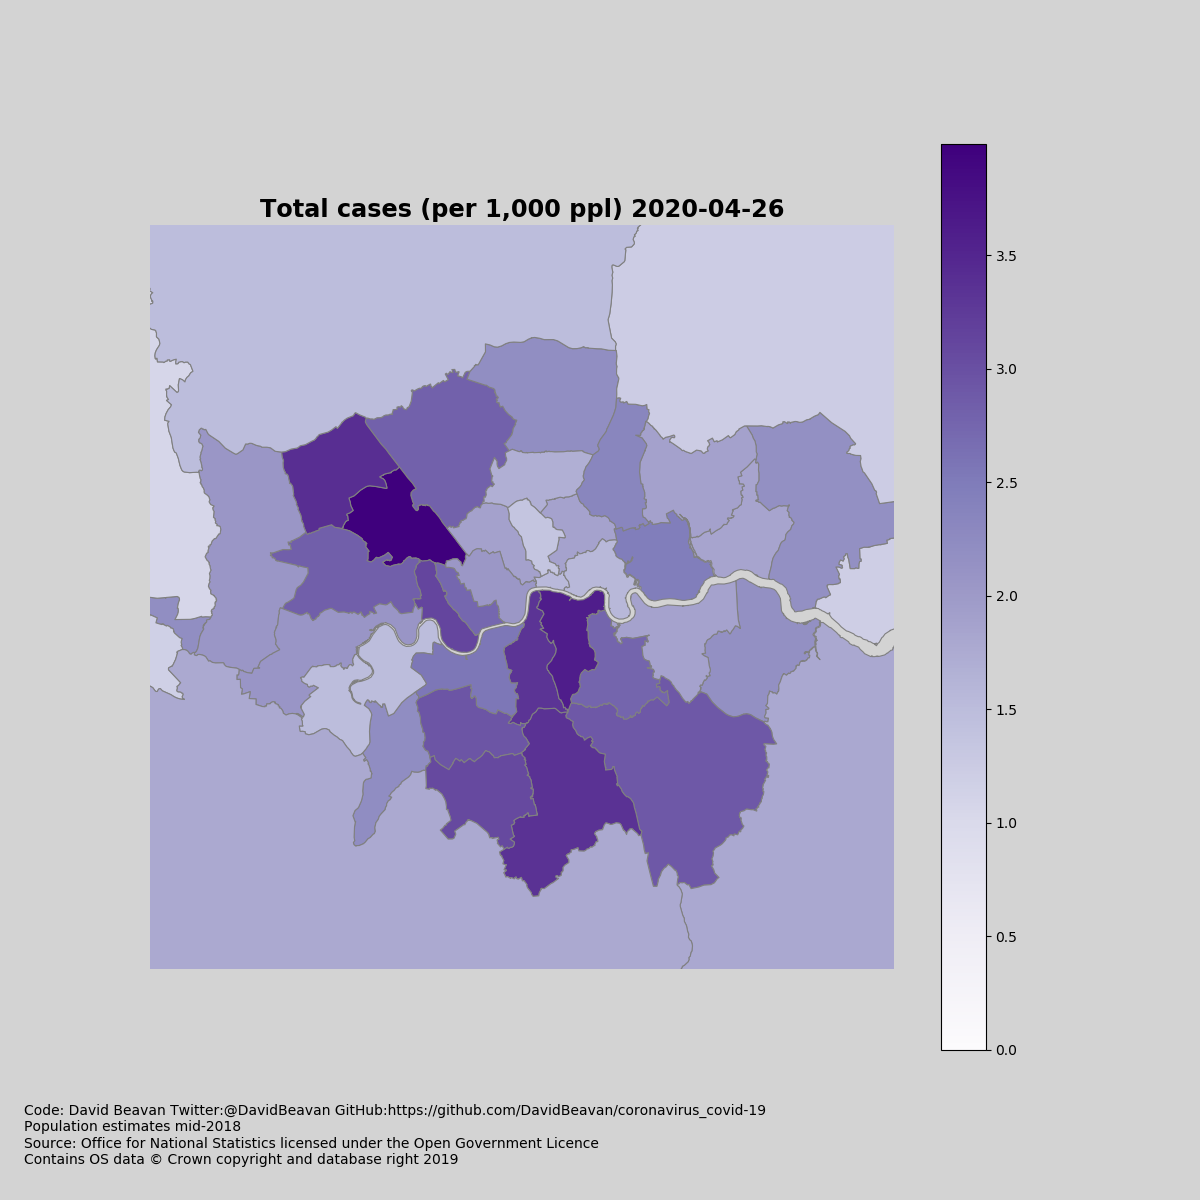 Total cases (per 1,000 ppl) 2020-04-26
3.5
3.0
2.5
2.0
1.5
1.0
0.5
0.0
Code: David Beavan Twitter:@DavidBeavan GitHub:https://github.com/DavidBeavan/coronavirus_covid-19
Population estimates mid-2018
Source: Office for National Statistics licensed under the Open Government Licence
Contains OS data © Crown copyright and database right 2019